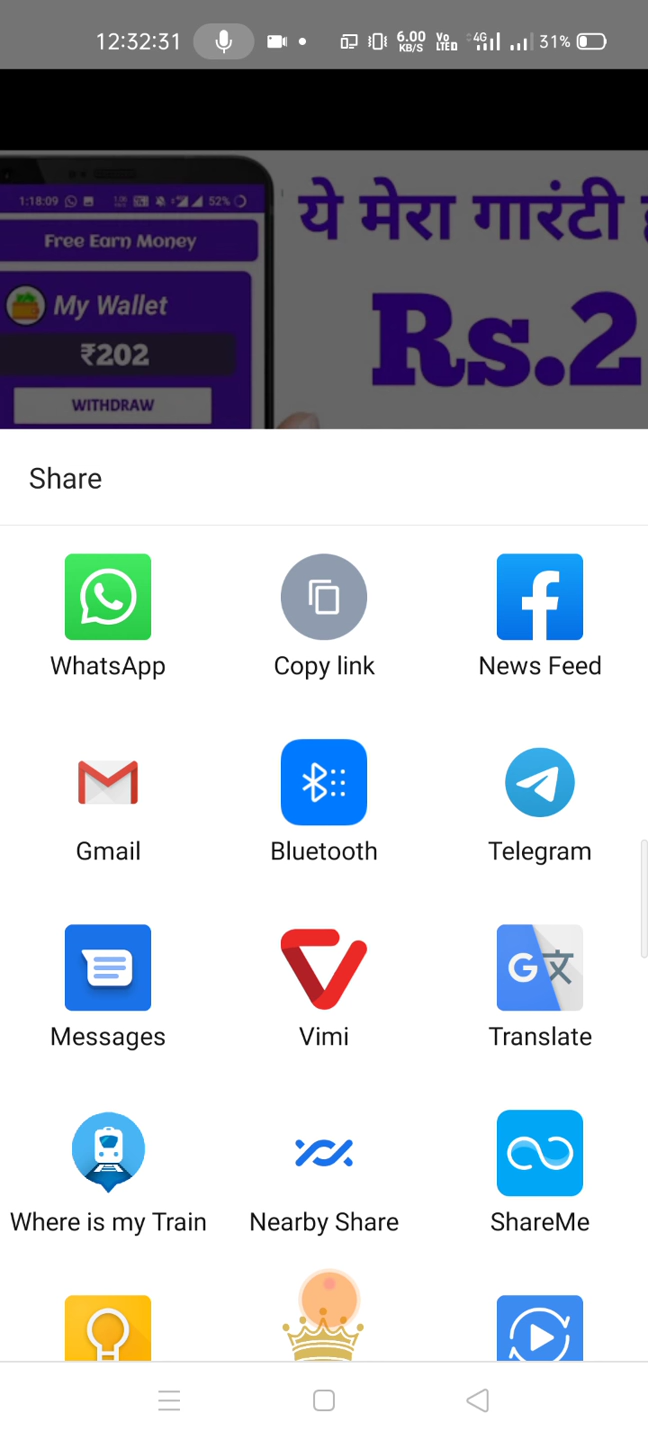 12:32:31 6.00 KB/S Vo LTE 4G 31%
1:18:09 52%
ये मेरा गारंटी
Free Earn Money
My Wallet
₹202
Rs.2
WITHDRAW
Share
WhatsApp Copy link News Feed
Gmail Bluetooth Telegram
Messages Vimi Translate
Where is my Train Nearby Share ShareMe